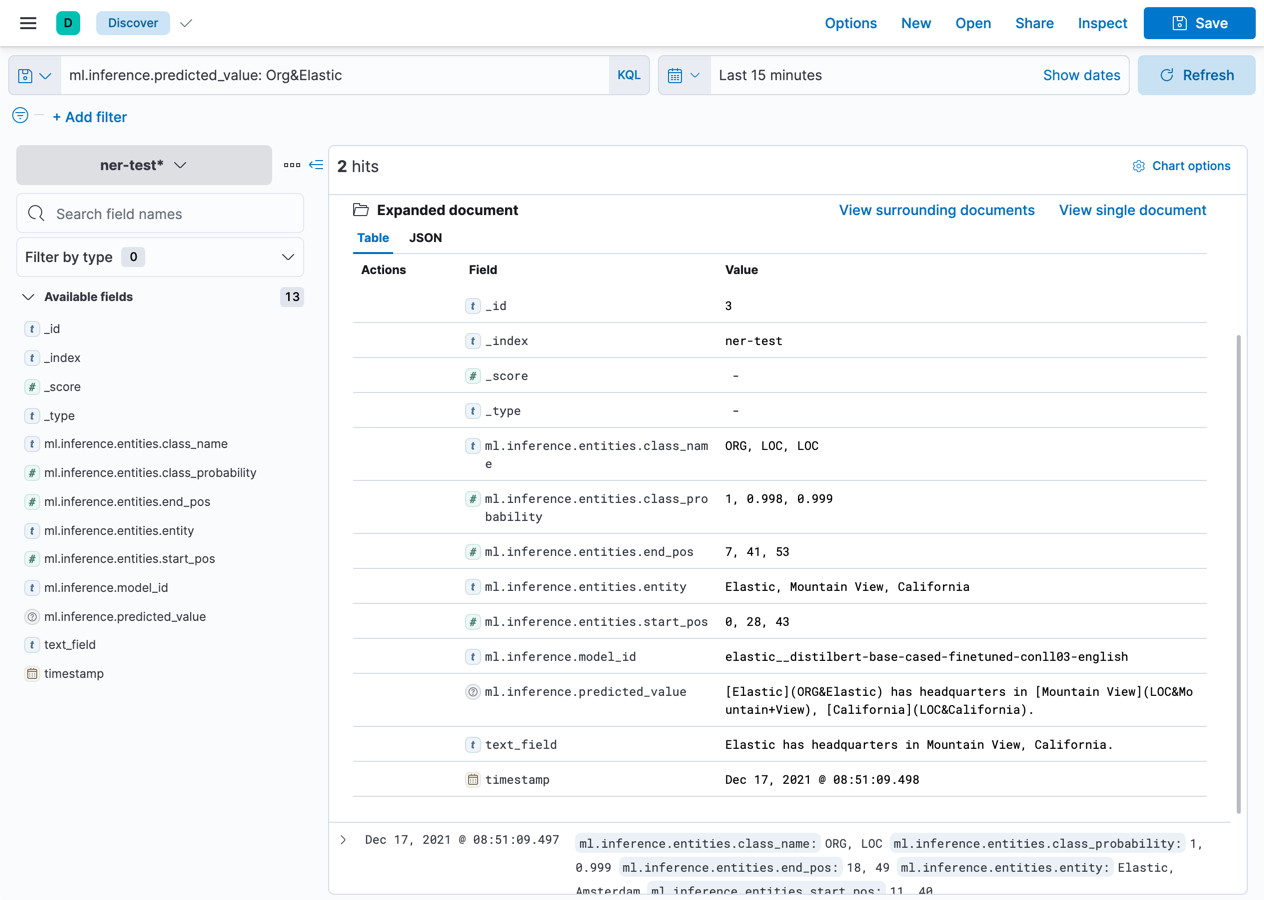 D Discover Options New Open Share Inspect Save
ml.inference.predicted_value: Org&Elastic KQL Last 15 minutes Show dates Refresh
+ Add filter
ner-test* 2 hits Chart options
Search field names
Expanded document View surrounding documents View single document
Table JSON
Filter by type 0
Actions Field Value
Available fields 13
t _id
t _index
# _score
t _type
t ml.inference.entities.class_name
# ml.inference.entities.class_probability
# ml.inference.entities.end_pos
t ml.inference.entities.entity
# ml.inference.entities.start_pos
t ml.inference.model_id
? ml.inference.predicted_value
t text_field
timestamp
t _id 3
t _index ner-test
# _score -
t _type -
t ml.inference.entities.class_nam ORG, LOC, LOC
e
# ml.inference.entities.class_pro 1, 0.998, 0.999
bability
# ml.inference.entities.end_pos 7, 41, 53
t ml.inference.entities.entity Elastic, Mountain View, California
# ml.inference.entities.start_pos 0, 28, 43
t ml.inference.model_id elastic__distilbert-base-cased-finetuned-conll03-english
? ml.inference.predicted_value [Elastic](ORG&Elastic) has headquarters in [Mountain View](LOC&Mo
untain+View), [California](LOC&California).
t text_field Elastic has headquarters in Mountain View, California.
timestamp Dec 17, 2021 @ 08:51:09.498
Dec 17, 2021 @ 08:51:09.497 ml.inference.entities.class_name: ORG, LOC ml.inference.entities.class_probability: 1,
0.999 ml.inference.entities.end_pos: 18, 49 ml.inference.entities.entity: Elastic,
Amsterdam ml.inference.entities.start_pos: 11, 40